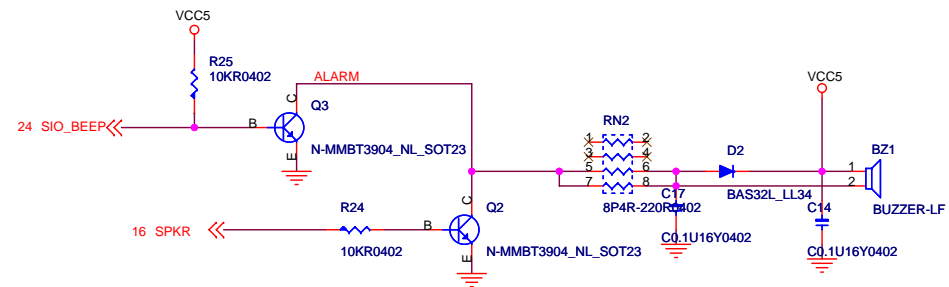 VCC5
R25
10KR0402
ALARM
VCC5
C
Q3
24 SIO_BEEP
B
RN2
1 2
D2
BZ1
E
N-MMBT3904_NL_SOT23
3 4
5 6
1
7 8
2
C
C17
BAS32L_LL34
R24
Q2
8P4R-220R0402
C14
BUZZER-LF
16 SPKR
B
10KR0402
E
N-MMBT3904_NL_SOT23
C0.1U16Y0402
C0.1U16Y0402